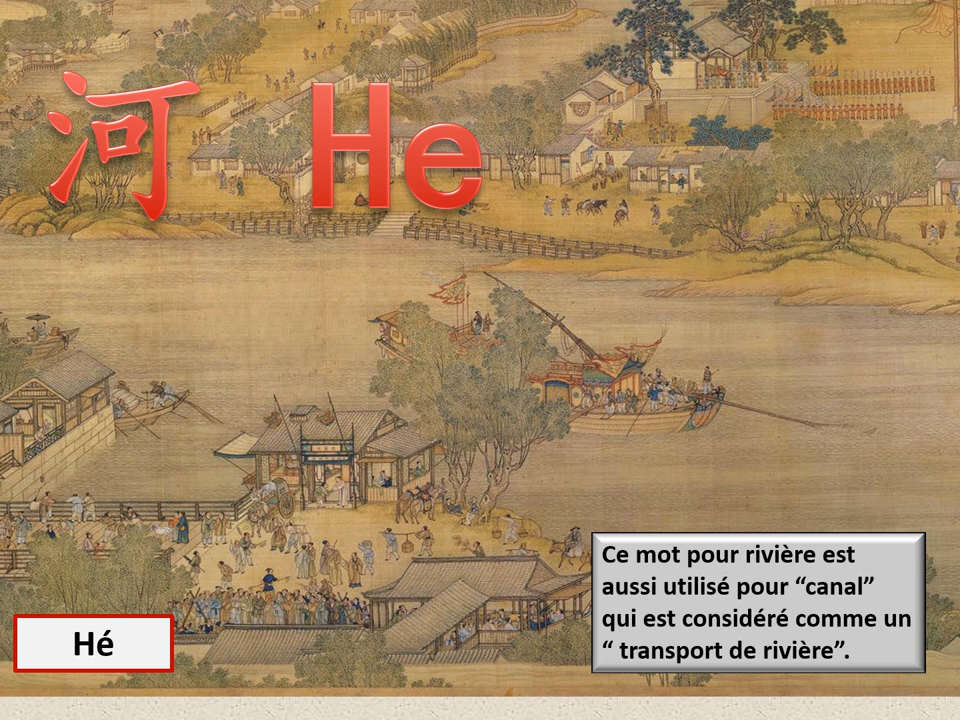 河 He
Ce mot pour rivière est
aussi utilisé pour “canal”
qui est considéré comme un
“ transport de rivière”.
Hé